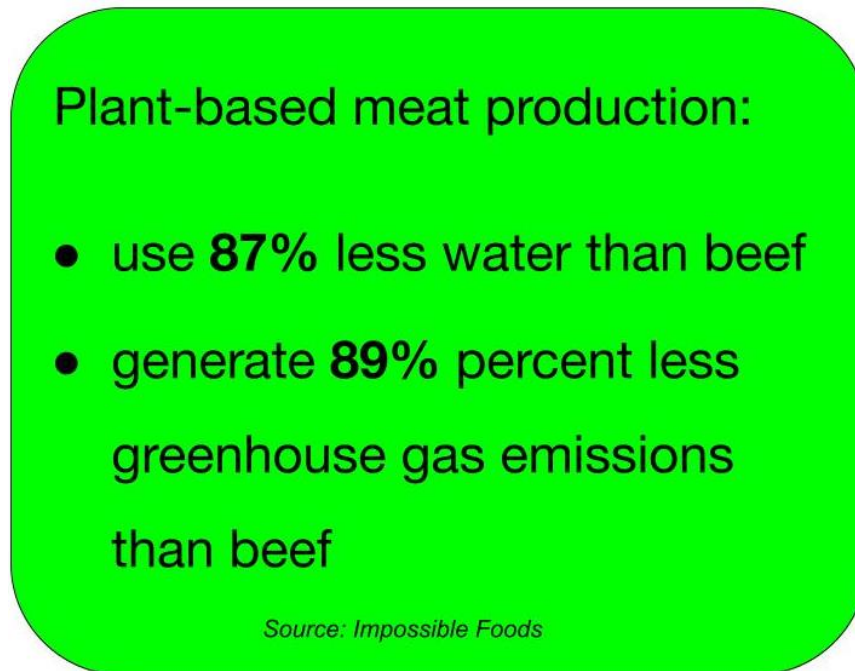 Plant-based meat production:
● use 87% less water than beef
● generate 89% percent less
greenhouse gas emissions
than beef
Source: Impossible Foods